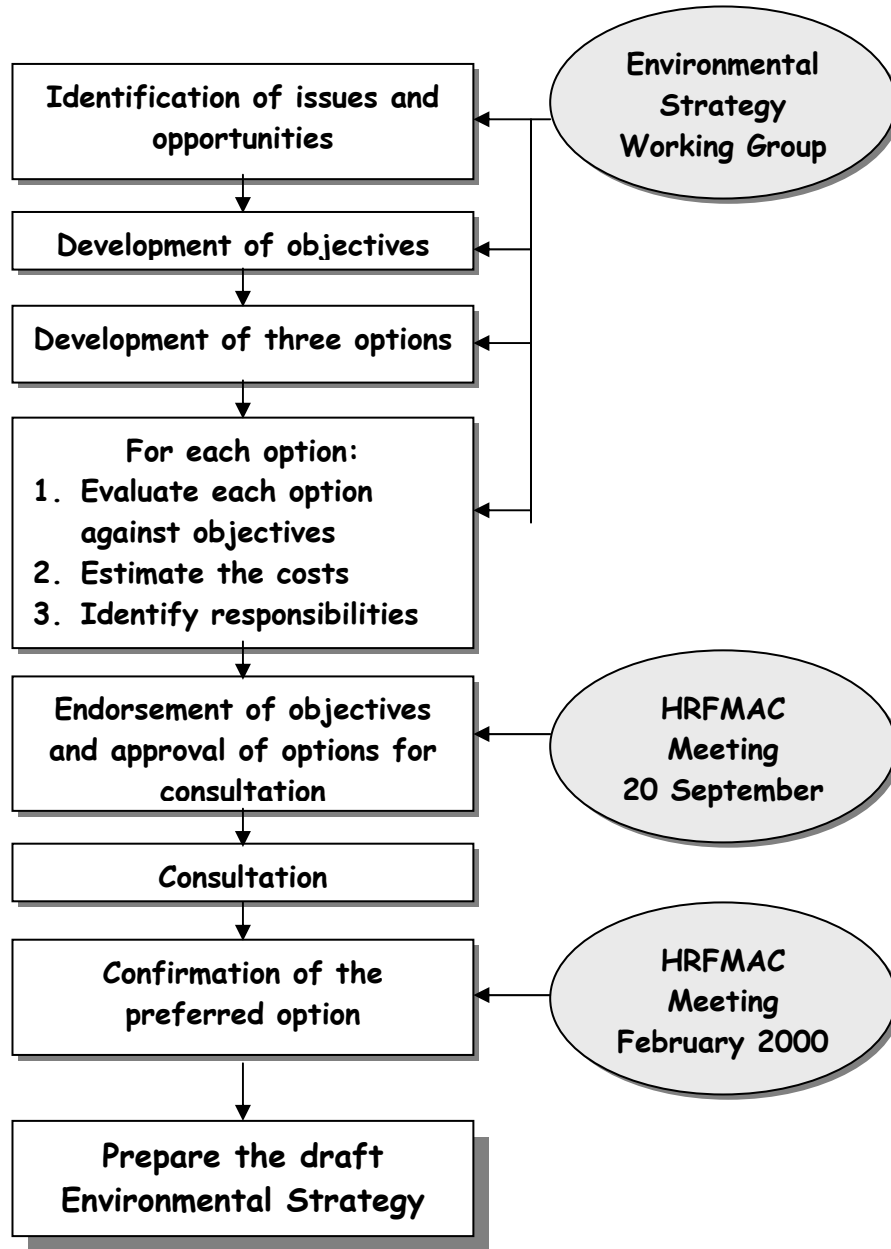 Environmental
Strategy
Working Group
Identification of issues and
opportunities
Development of objectives
Development of three options
For each option:
1. Evaluate each option
against objectives
2. Estimate the costs
3. Identify responsibilities
Endorsement of objectives
and approval of options for
consultation
HRFMAC
Meeting
20 September
Consultation
Confirmation of the
preferred option
HRFMAC
Meeting
February 2000
Prepare the draft
Environmental Strategy